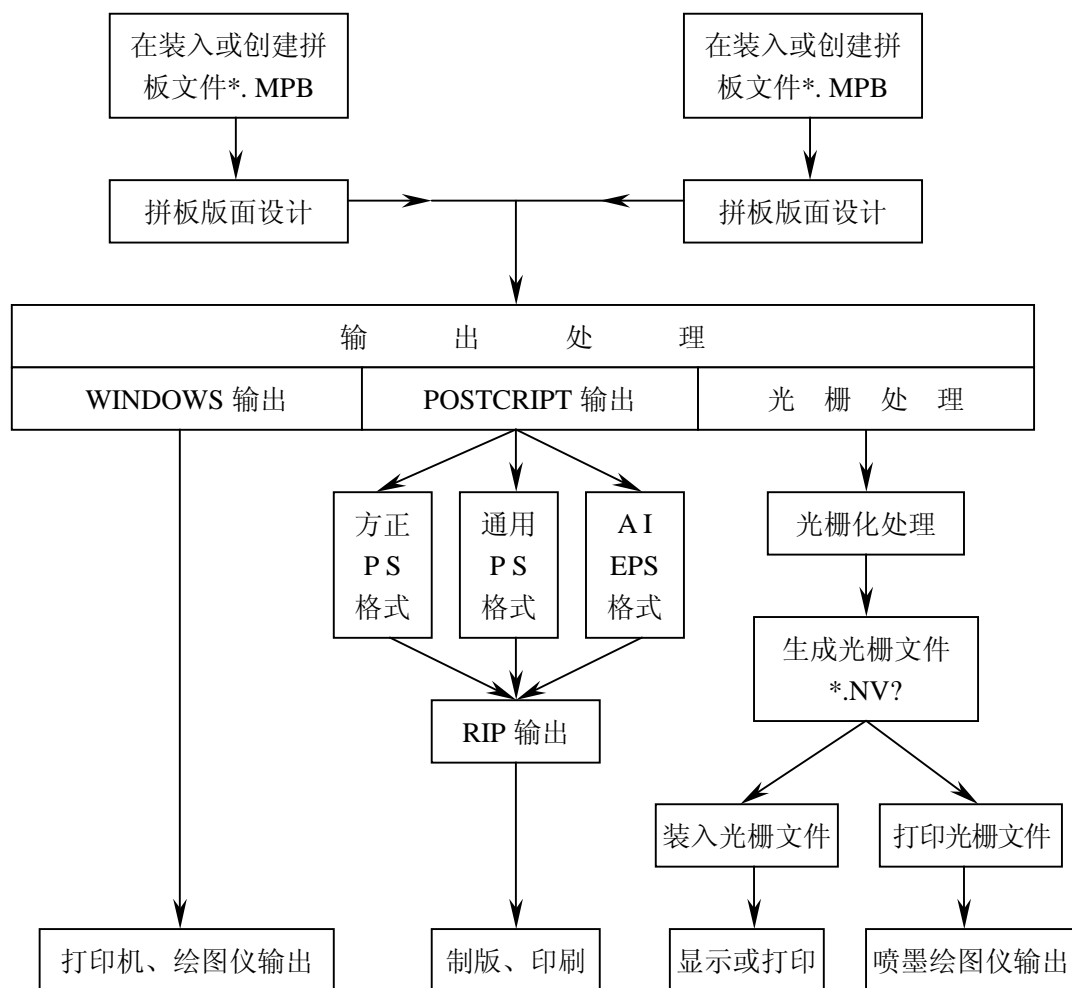 在装入或创建拼
板文件*. MPB
在装入或创建拼
板文件*. MPB
拼板版面设计
拼板版面设计
输 出 处 理
WINDOWS 输出
POSTCRIPT 输出
光 栅 处 理
方正
P S
格式
通用
P S
格式
A I
EPS
格式
光栅化处理
生成光栅文件
*.NV?
RIP 输出
装入光栅文件
打印光栅文件
打印机、绘图仪输出
制版、印刷
显示或打印
喷墨绘图仪输出